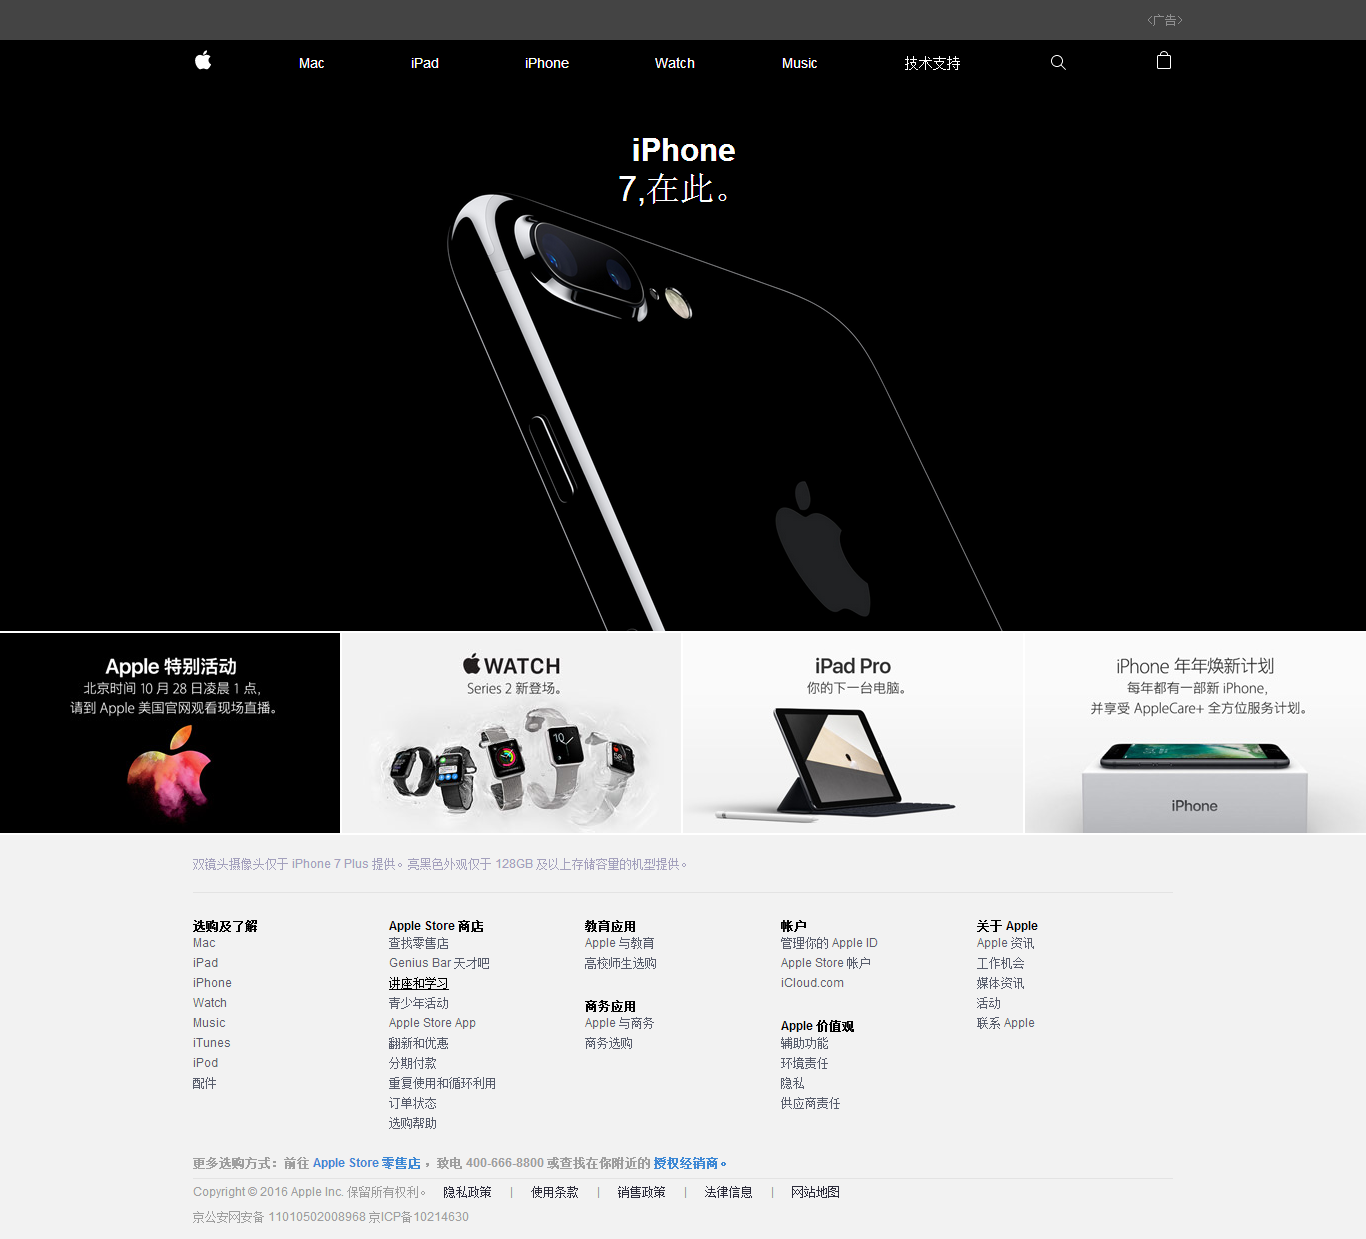 <广告>
Mac iPad iPhone Watch Music 技术支持
iPhone
7,在此。
Apple 特别活动
北京时间 10 月 28 日凌晨 1 点,
请到 Apple 美国官网观看现场直播。
WATCH
Series 2 新登场。
iPad Pro
你的下一台电脑。
iPhone 年年焕新计划
每年都有一部新 iPhone,
并享受 AppleCare+ 全方位服务计划。
iPhone
双镜头摄像头仅于 iPhone 7 Plus 提供。亮黑色外观仅于 128GB 及以上存储容量的机型提供。
选购及了解
Mac
iPad
iPhone
Watch
Music
iTunes
iPod
配件
Apple Store 商店
查找零售店
Genius Bar 天才吧
讲座和学习
青少年活动
Apple Store App
翻新和优惠
分期付款
重复使用和循环利用
订单状态
选购帮助
教育应用
Apple 与教育
高校师生选购
商务应用
Apple 与商务
商务选购
帐户
管理你的 Apple ID
Apple Store 帐户
iCloud.com
Apple 价值观
辅助功能
环境责任
隐私
供应商责任
关于 Apple
Apple 资讯
工作机会
媒体资讯
活动
联系 Apple
更多选购方式：前往 Apple Store 零售店，致电 400-666-8800 或查找在你附近的 授权经销商。
Copyright © 2016 Apple Inc. 保留所有权利。 隐私政策 | 使用条款 | 销售政策 | 法律信息 | 网站地图
京公安网安备 11010502008968 京ICP备10214630